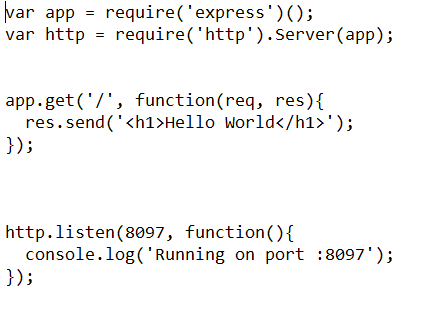 var app = require('express')();
var http = require('http').Server(app);
app.get('/', function(req, res){
  res.send('<h1>Hello World</h1>');
});
http.listen(8097, function(){
  console.log('Running on port :8097');
});